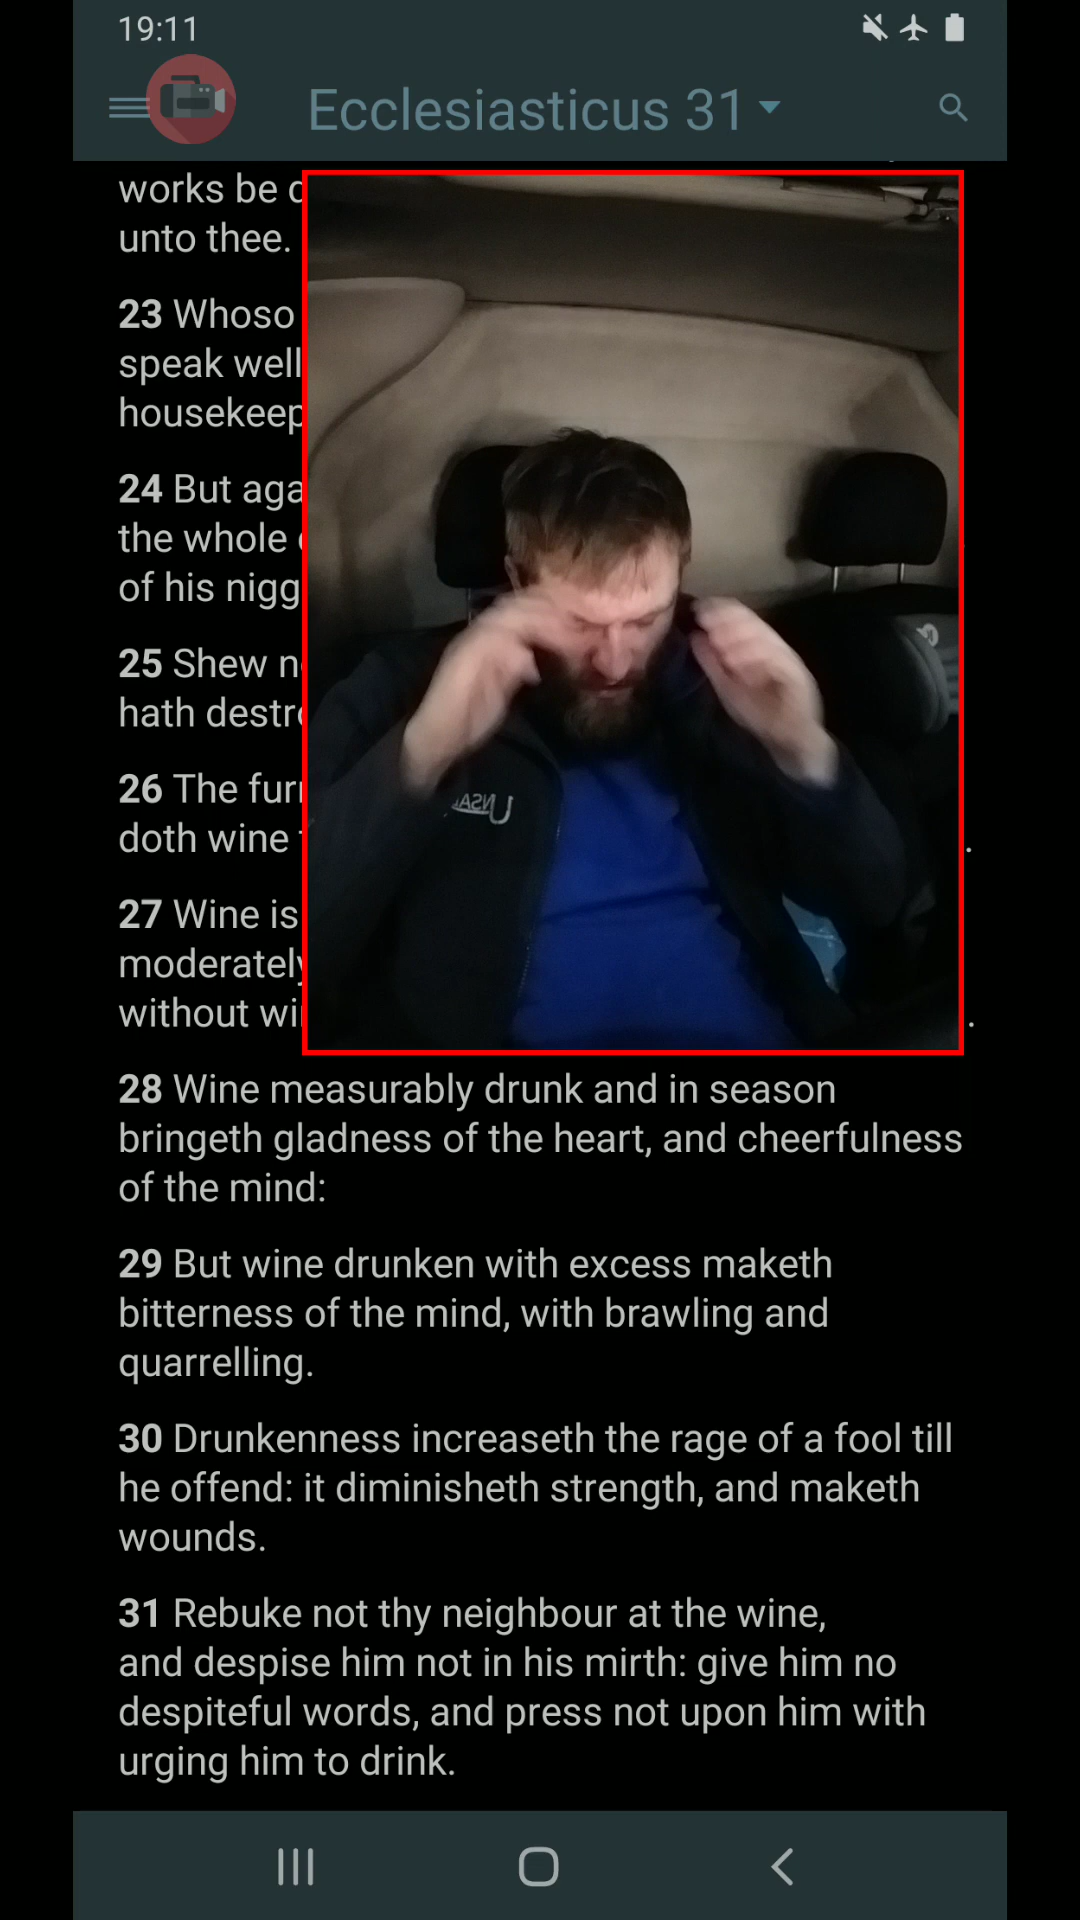 19:11
Ecclesiasticus 31
works be
unto thee.
23 Whoso
speak well
housekeep
24 But aga
the whole
of his nigg
25 Shew n
hath destr
26 The fur
doth wine
.
27 Wine is
moderately
without wi
.
UNSA
28 Wine measurably drunk and in season
bringeth gladness of the heart, and cheerfulness
of the mind:
29 But wine drunken with excess maketh
bitterness of the mind, with brawling and
quarrelling.
30 Drunkenness increaseth the rage of a fool till
he offend: it diminisheth strength, and maketh
wounds.
31 Rebuke not thy neighbour at the wine,
and despise him not in his mirth: give him no
despiteful words, and press not upon him with
urging him to drink.